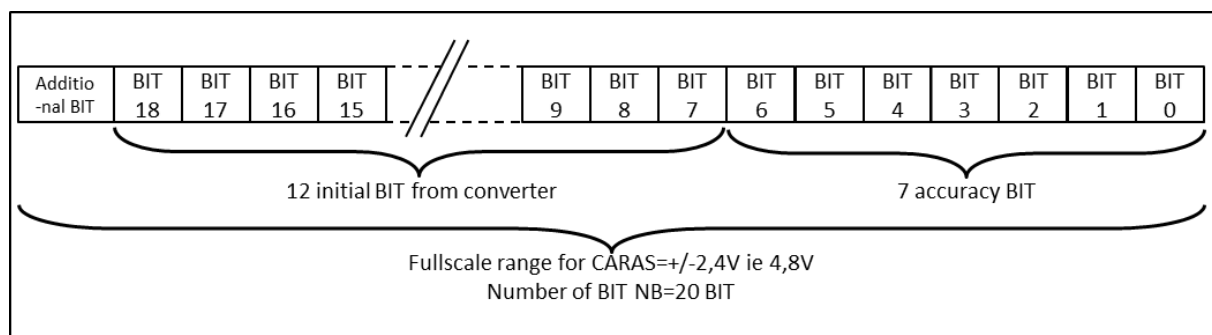 Additio BIT BIT BIT BIT BIT BIT BIT BIT BIT BIT BIT BIT BIT BIT
-nal BIT 18 17 16 15 9 8 7 6 5 4 3 2 1 0
12 initial BIT from converter 7 accuracy BIT
Fullscale range for CARAS=+/-2,4V ie 4,8V
Number of BIT NB=20 BIT